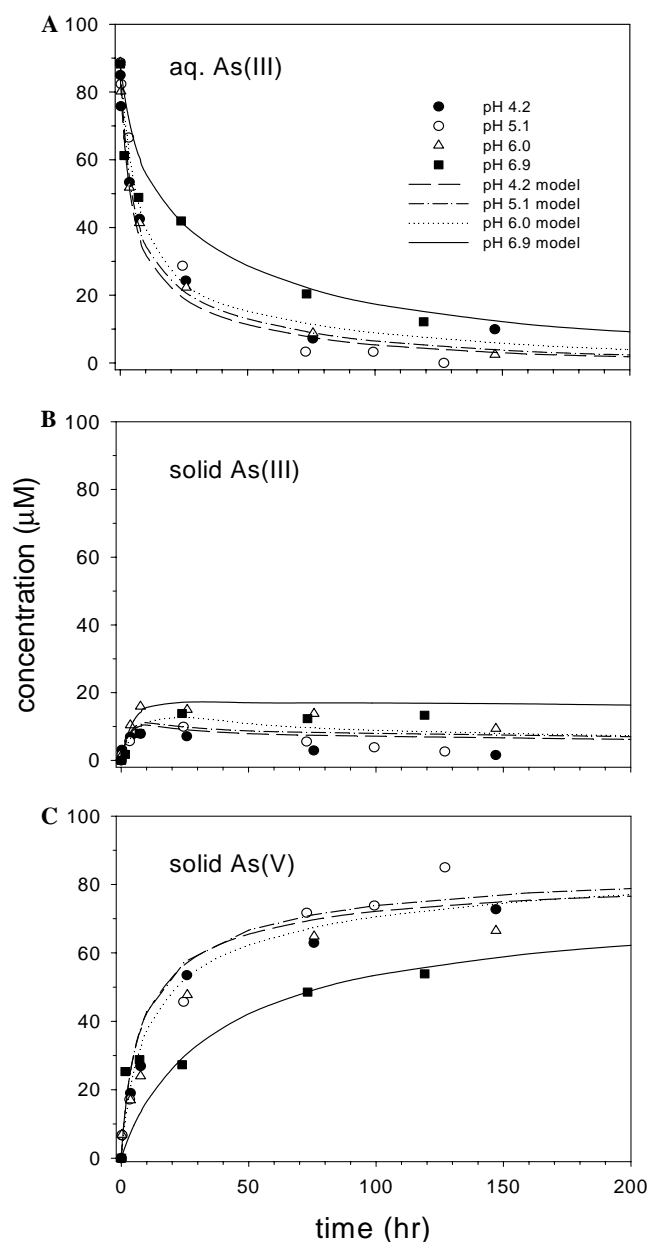 A
aq. As(III)
100
80
60
40
20
0
pH 4.2
pH 5.1
pH 6.0
pH 6.9
pH 4.2 model
pH 5.1 model
pH 6.0 model
pH 6.9 model
B
solid As(III)
100
80
60
40
20
0
concentration (μM)
C
solid As(V)
100
80
60
40
20
0
0 50 100 150 200
time (hr)